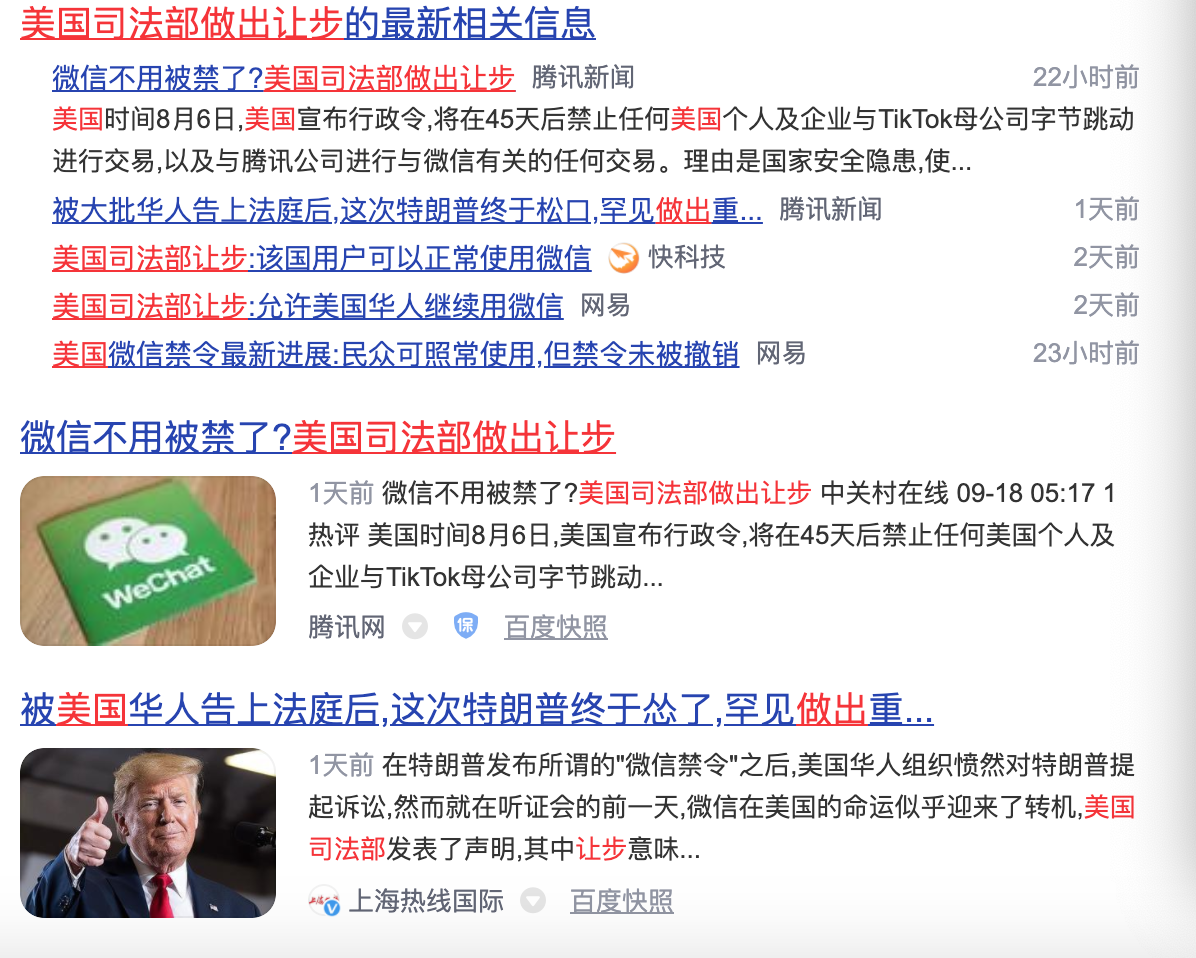 美国司法部做出让步的最新相关信息
微信不用被禁了?美国司法部做出让步 腾讯新闻 22小时前
美国时间8月6日,美国宣布行政令,将在45天后禁止任何美国个人及企业与TikTok母公司字节跳动
进行交易,以及与腾讯公司进行与微信有关的任何交易。理由是国家安全隐患,使...
被大批华人告上法庭后,这次特朗普终于松口,罕见做出重... 腾讯新闻 1天前
美国司法部让步:该国用户可以正常使用微信 快科技 2天前
美国司法部让步:允许美国华人继续用微信 网易 2天前
美国微信禁令最新进展:民众可照常使用,但禁令未被撤销 网易 23小时前
微信不用被禁了?美国司法部做出让步
WeChat
1天前 微信不用被禁了?美国司法部做出让步 中关村在线 09-18 05:17 1
热评 美国时间8月6日,美国宣布行政令,将在45天后禁止任何美国个人及
企业与TikTok母公司字节跳动...
腾讯网 保 百度快照
被美国华人告上法庭后,这次特朗普终于怂了,罕见做出重...
1天前 在特朗普发布所谓的"微信禁令"之后,美国华人组织愤然对特朗普提
起诉讼,然而就在听证会的前一天,微信在美国的命运似乎迎来了转机,美国
司法部发表了声明,其中让步意味...
上海热线国际 百度快照